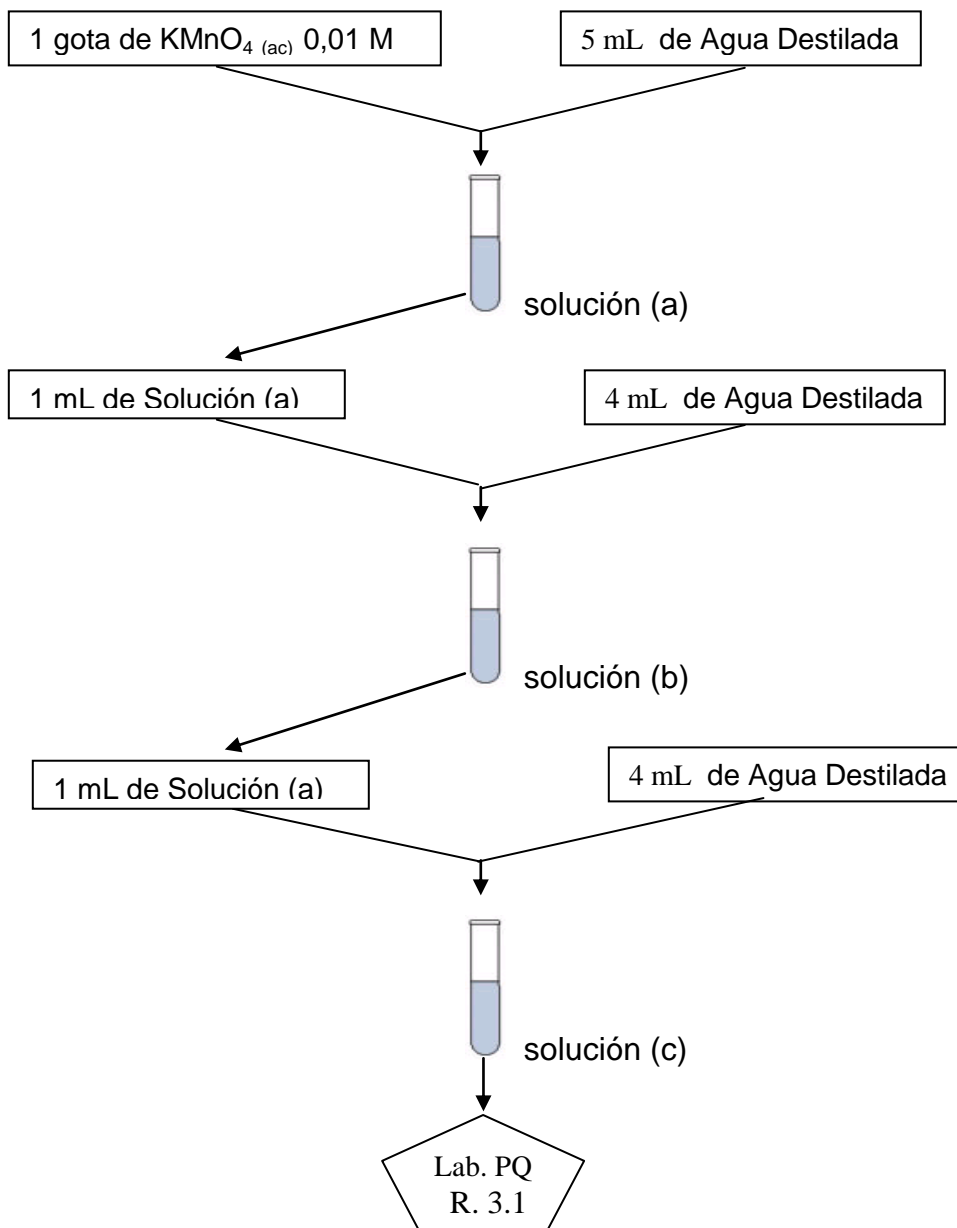 1 gota de KMnO4 (ac) 0,01 M
5 mL de Agua Destilada
solución (a)
1 mL de Solución (a)
4 mL de Agua Destilada
solución (b)
1 mL de Solución (a)
4 mL de Agua Destilada
solución (c)
Lab. PQ
R. 3.1